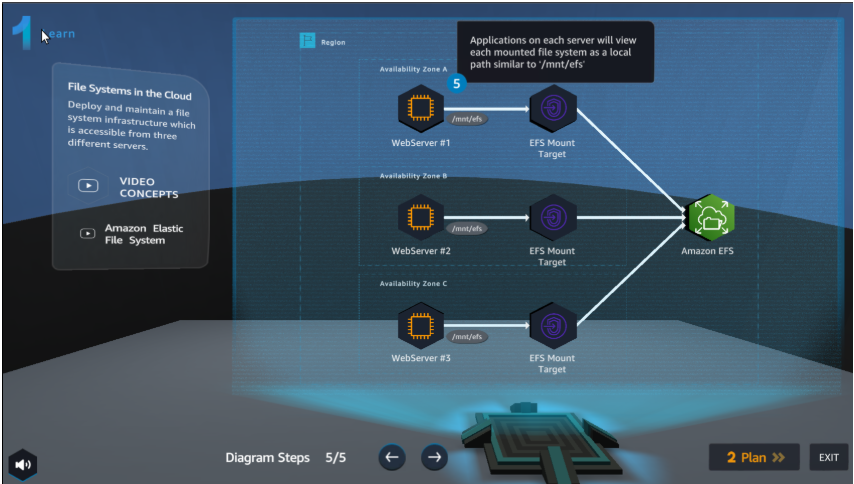 1 Learn
File Systems in the Cloud
Deploy and maintain a file
system infrastructure which
is accessible from three
different servers.
VIDEO
CONCEPTS
Amazon Elastic
File System
Region
Applications on each server will view
each mounted file system as a local
path similar to '/mnt/efs'
5
Availability Zone A
/mnt/efs
WebServer #1
EFS Mount
Target
Availability Zone B
/mnt/efs
WebServer #2
EFS Mount
Target
Amazon EFS
Availability Zone C
/mnt/efs
WebServer #3
EFS Mount
Target
Diagram Steps 5/5
2 Plan
EXIT